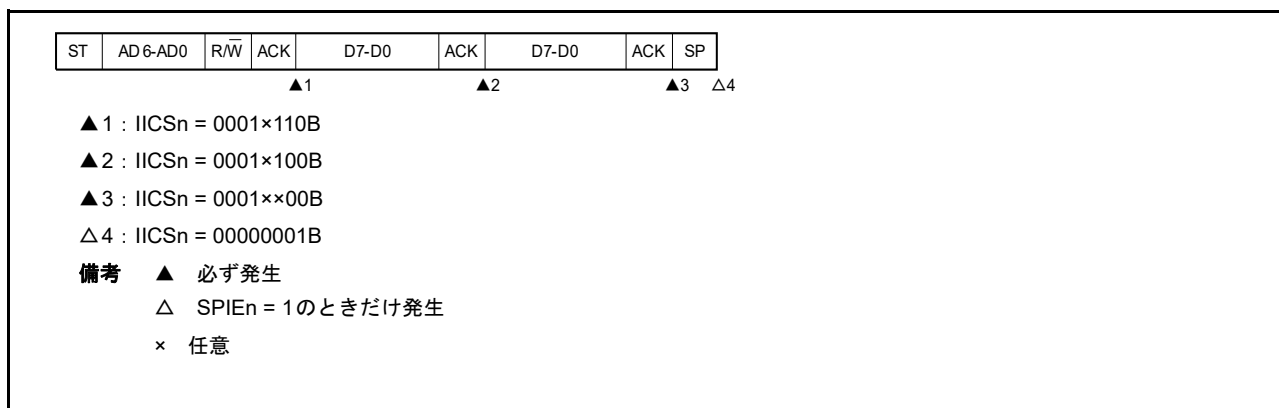 ST AD6-AD0 R/W̅ ACK D7-D0 ACK D7-D0 ACK SP
▲1 ▲2 ▲3 △4
▲1：IICSn = 0001×110B
▲2：IICSn = 0001×100B
▲3：IICSn = 0001××00B
△4：IICSn = 00000001B
備考 ▲ 必ず発生
△ SPIEn = 1のときだけ発生
× 任意